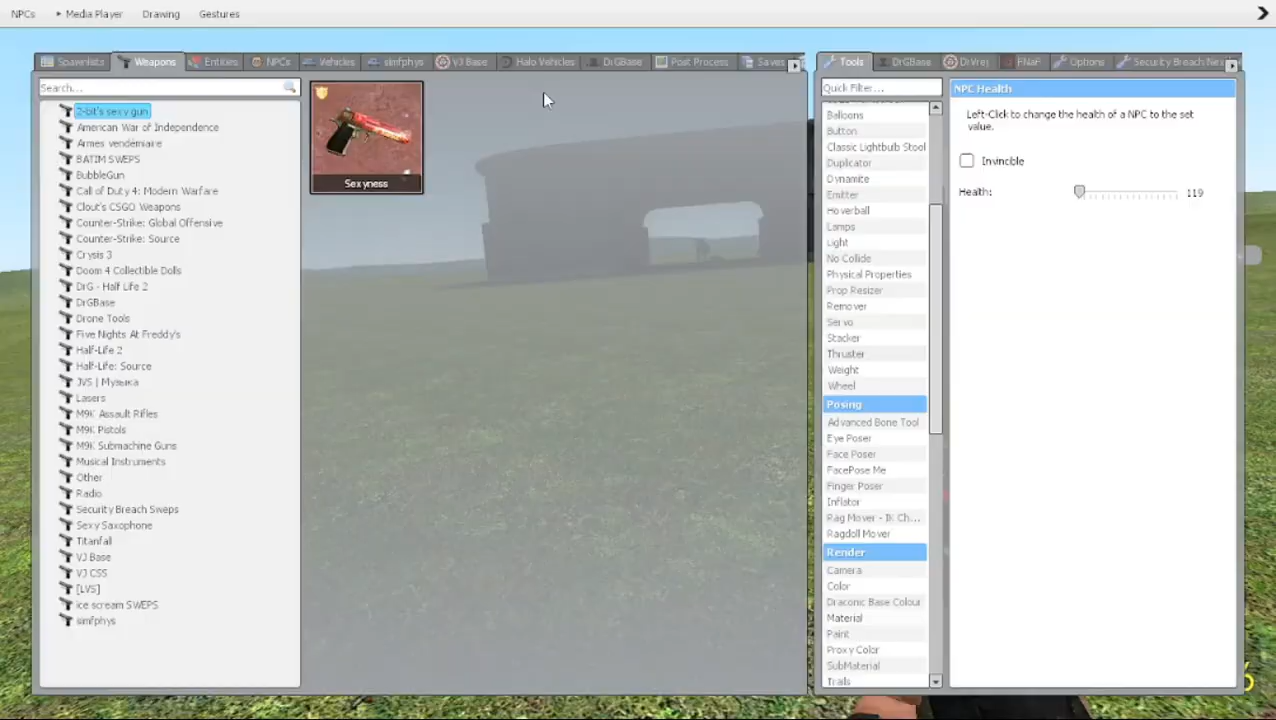 NPCs
Media Player
Drawing
Gestures
Spawnlists
Weapons
Entities
NPCs
Vehicles
simfphys
VJ Base
Halo Vehicles
DrGBase
Post Process
Saves
Tools
DrGBase
DrVrej
FNaF
Options
Security Breach Ne
Search...
2-bit's sexy gun
American War of Independence
Armes vendémiaire
BATIM SWEPS
BubbleGun
Call of Duty 4: Modern Warfare
Clout's CSGO Weapons
Counter-Strike: Global Offensive
Counter-Strike: Source
Crysis 3
Doom 4 Collectible Dolls
DrG - Half Life 2
DrGBase
Drone Tools
Five Nights At Freddy's
Half-Life 2
Half-Life: Source
JVS | Музыка
Lasers
M9K Assault Rifles
M9K Pistols
M9K Submachine Guns
Musical Instruments
Other
Radio
Security Breach Sweps
Sexy Saxophone
Titanfall
VJ Base
VJ CSS
[LVS]
ice scream SWEPS
simfphys
Sexyness
Quick Filter...
Balloons
Button
Classic Lightbulb Stool
Duplicator
Dynamite
Emitter
Hoverball
Lamps
Light
No Collide
Physical Properties
Prop Resizer
Remover
Servo
Stacker
Thruster
Weight
Wheel
Posing
Advanced Bone Tool
Eye Poser
Face Poser
FacePose Me
Finger Poser
Inflator
Rag Mover - IK Ch...
Ragdoll Mover
Render
Camera
Color
Draconic Base Colour
Material
Paint
Proxy Color
SubMaterial
Trails
NPC Health
Left-Click to change the health of a NPC to the set
value.
Invincible
Health:
119